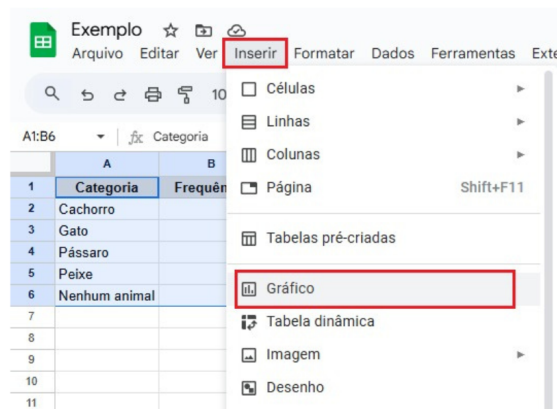 Exemplo
Arquivo Editar Ver Inserir Formatar Dados Ferramentas
10
A1:B6 fx Categoria
A B
1 Categoria
2 Cachorro
3 Gato
4 Pássaro
5 Peixe
6 Nenhum animal
7
8
9
10
11
Células
Linhas
Colunas
Página Shift+F11
Tabelas pré-criadas
Gráfico
Tabela dinâmica
Imagem
Desenho